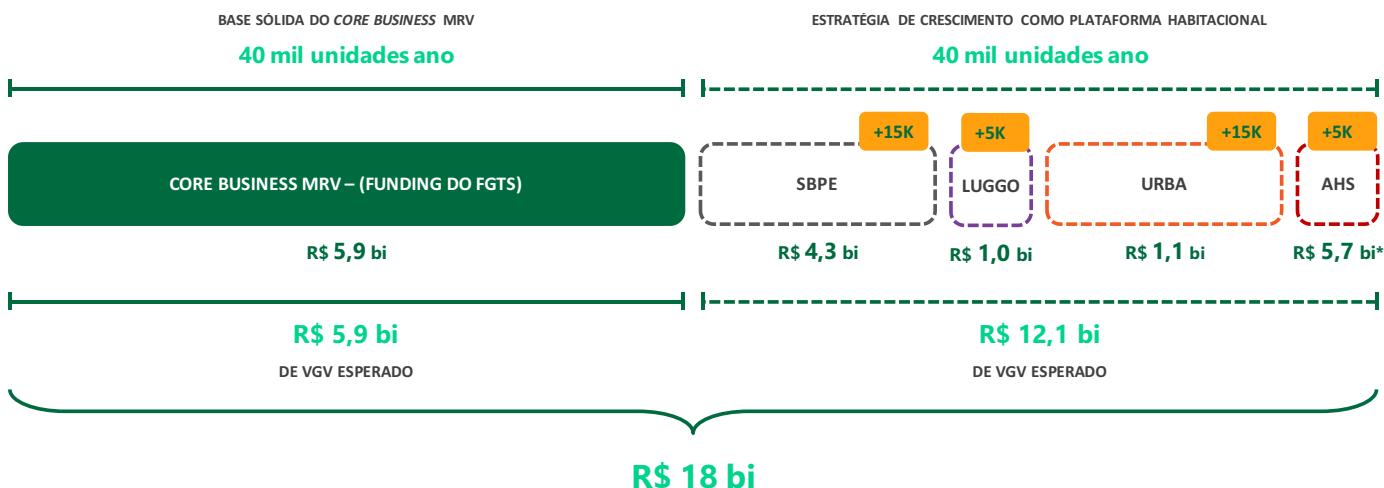 BASE SÓLIDA DO CORE BUSINESS MRV
40 mil unidades ano
ESTRATÉGIA DE CRESCIMENTO COMO PLATAFORMA HABITACIONAL
40 mil unidades ano
CORE BUSINESS MRV – (FUNDING DO FGTS)
R$ 5,9 bi
+15K
SBPE
R$ 4,3 bi
+5K
LUGGO
R$ 1,0 bi
+15K
URBA
R$ 1,1 bi
+5K
AHS
R$ 5,7 bi*
R$ 5,9 bi
DE VGV ESPERADO
R$ 12,1 bi
DE VGV ESPERADO
R$ 18 bi